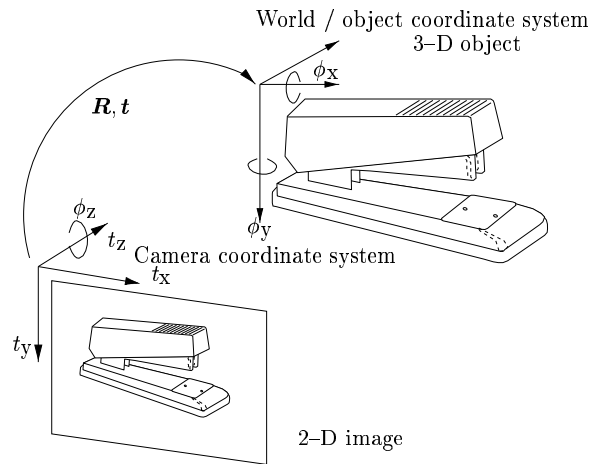 World / object coordinate system
3–D object
ϕx
R, t
ϕz
tz
ϕy
Camera coordinate system
tx
ty
2–D image